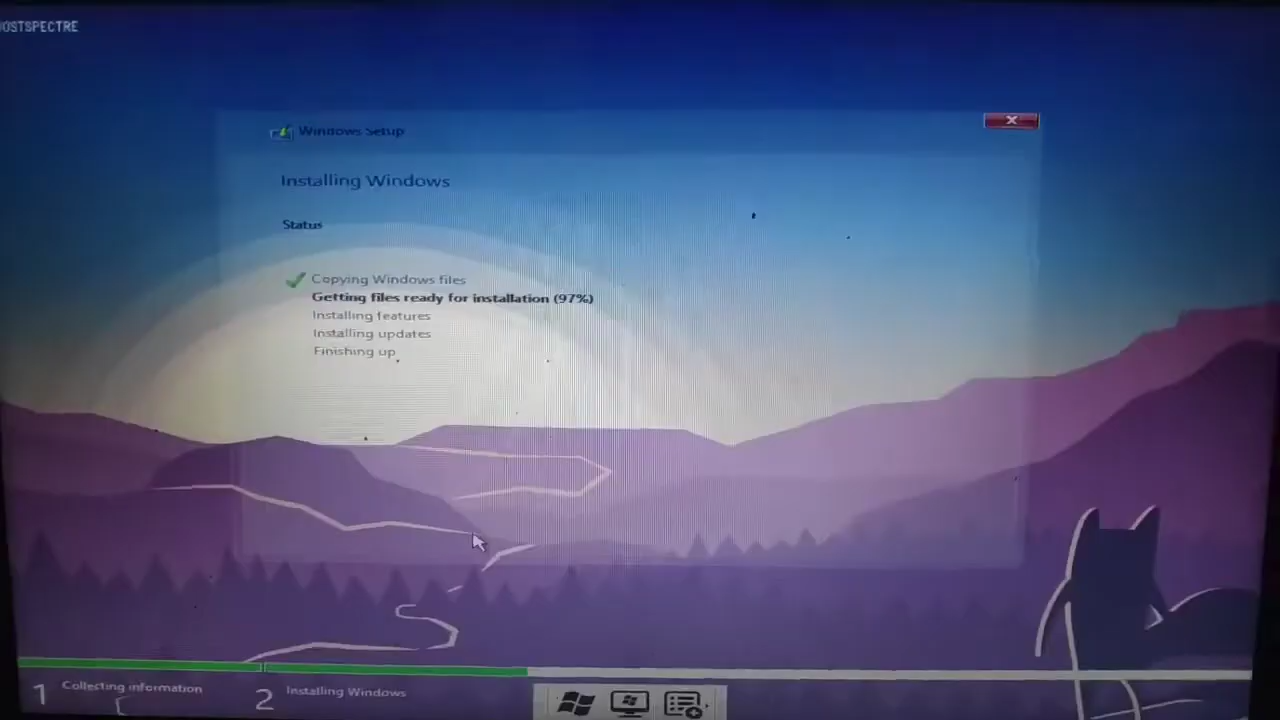 OSTSPECTRE
Windows Setup
Installing Windows
Status
Copying Windows files
Getting files ready for installation (97%)
Installing features
Installing updates
Finishing up
1 Collecting information
2 Installing Windows